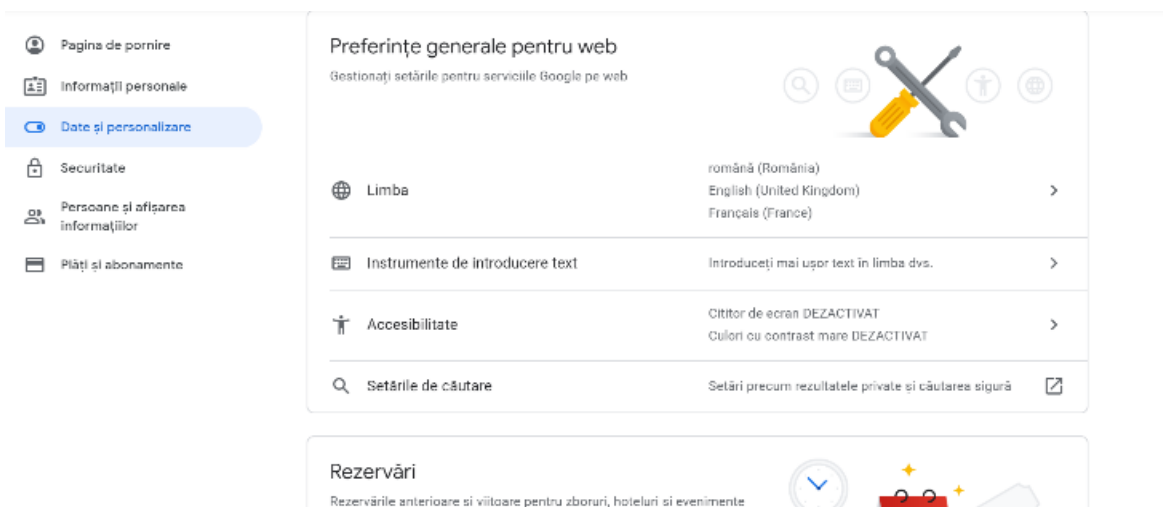 Pagina de pornire
Informații personale
Date și personalizare
Securitate
Persoane și afișarea
informațiilor
Plăți și abonamente
Preferințe generale pentru web
Gestionați setările pentru serviciile Google pe web
Limba
română (România)
English (United Kingdom)
Français (France)
Instrumente de introducere text
Introduceți mai ușor text în limba dvs.
Accesibilitate
Cititor de ecran DEZACTIVAT
Culori cu contrast mare DEZACTIVAT
Setările de căutare
Setări precum rezultatele private și căutarea sigură
Rezervări
Rezervările anterioare și viitoare pentru zboruri, hoteluri și evenimente